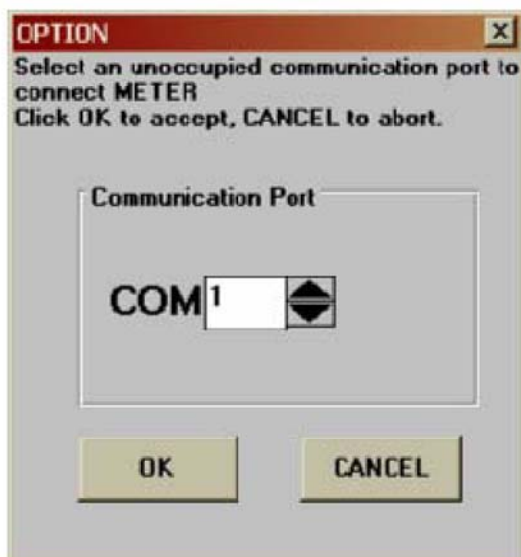 OPTION
Select an unoccupied communication port to
connect METER
Click OK to accept, CANCEL to abort.
Communication Port
COM 1
OK CANCEL